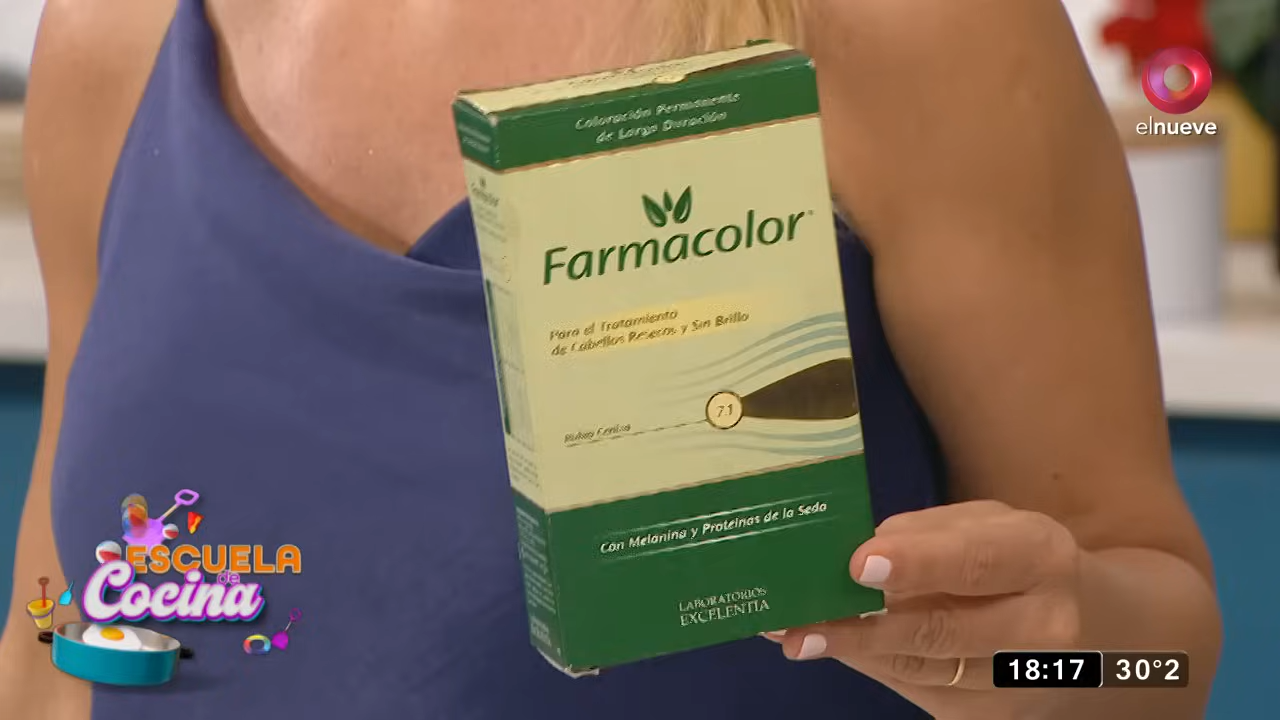 Coloración Permanente
de Larga Duración
Farmacolor
Para el Tratamiento
de Cabellos Resecos y Sin Brillo
7.1
Rubio Ceniza
Con Melanina y Proteínas de la Seda
LABORATORIOS
EXCELENTIA
elnueve
ESCUELA
de
Cocina
18:17 30°2